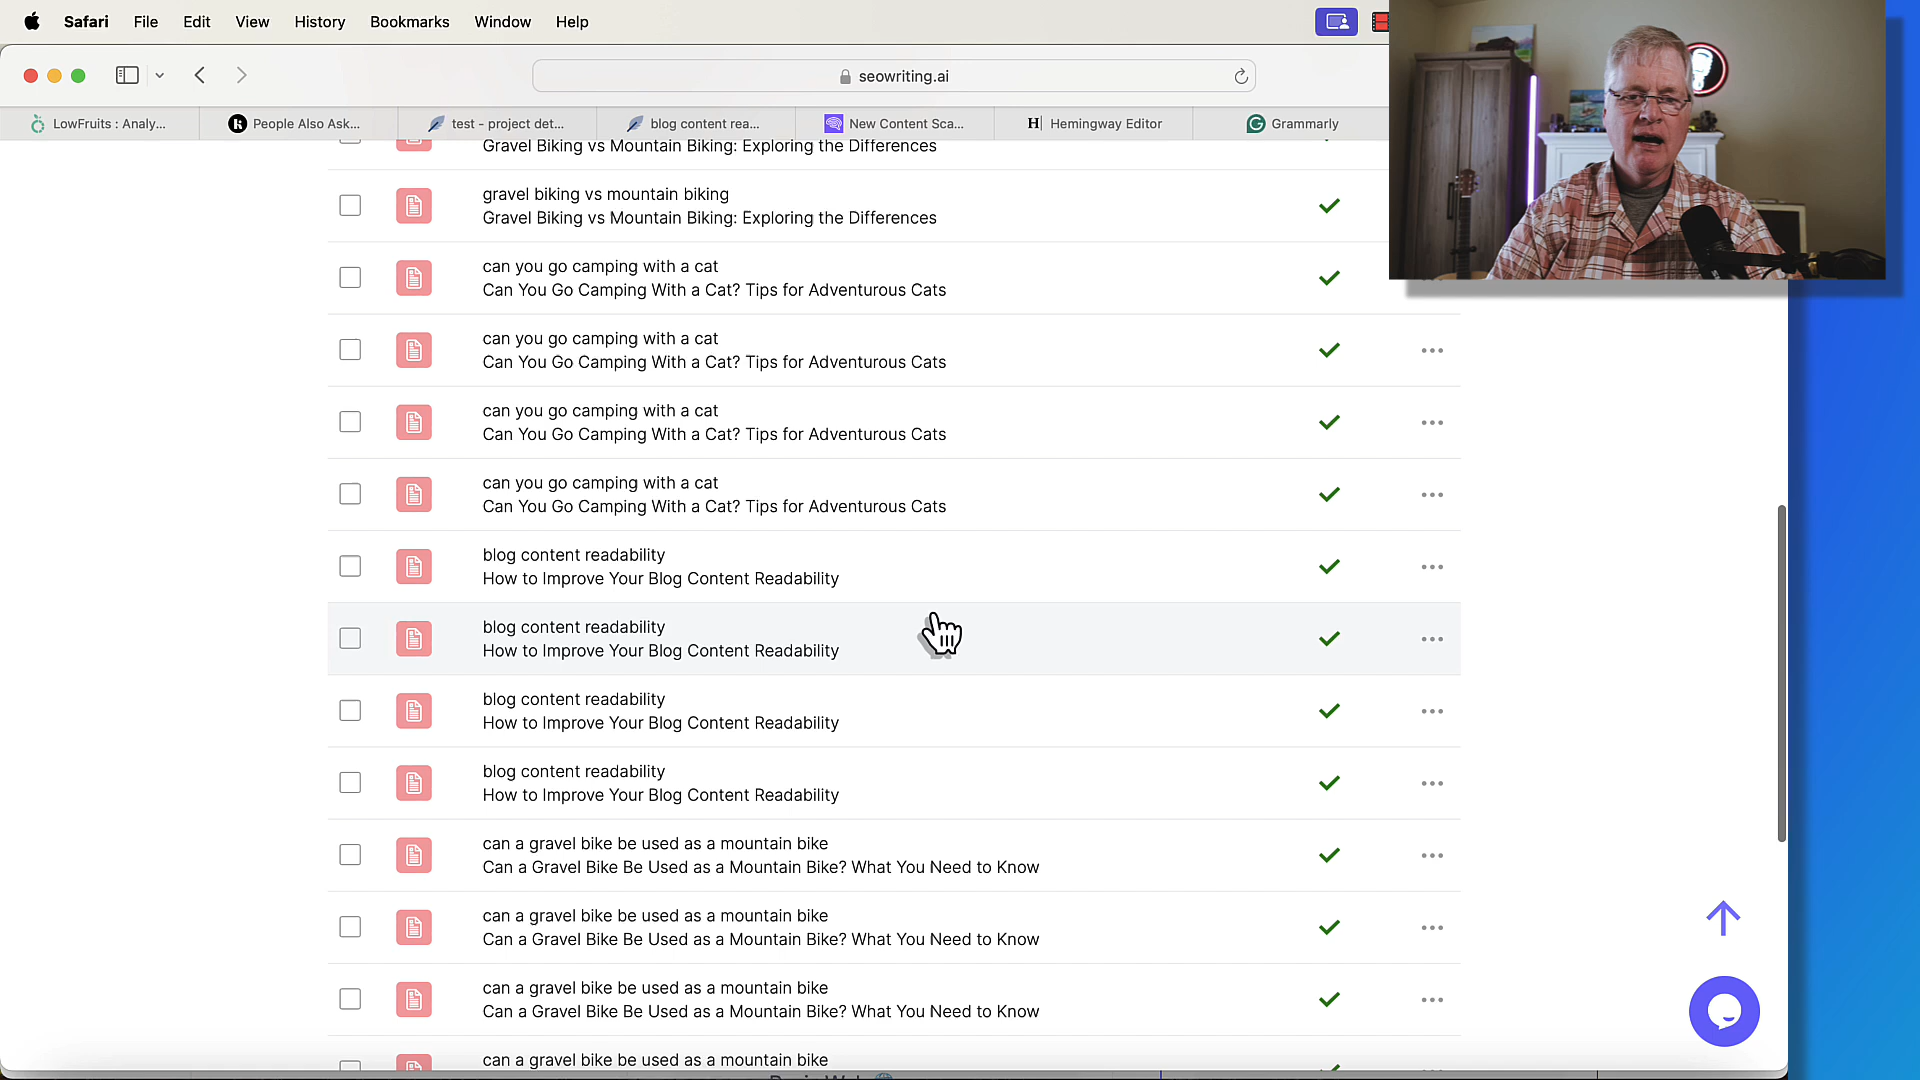 Safari File Edit View History Bookmarks Window Help
seowriting.ai
LowFruits : Analy... People Also Ask... test - project det... blog content rea... New Content Sca... Hemingway Editor Grammarly
Gravel Biking vs Mountain Biking: Exploring the Differences
gravel biking vs mountain biking
Gravel Biking vs Mountain Biking: Exploring the Differences
can you go camping with a cat
Can You Go Camping With a Cat? Tips for Adventurous Cats
can you go camping with a cat
Can You Go Camping With a Cat? Tips for Adventurous Cats
can you go camping with a cat
Can You Go Camping With a Cat? Tips for Adventurous Cats
can you go camping with a cat
Can You Go Camping With a Cat? Tips for Adventurous Cats
blog content readability
How to Improve Your Blog Content Readability
blog content readability
How to Improve Your Blog Content Readability
blog content readability
How to Improve Your Blog Content Readability
blog content readability
How to Improve Your Blog Content Readability
can a gravel bike be used as a mountain bike
Can a Gravel Bike Be Used as a Mountain Bike? What You Need to Know
can a gravel bike be used as a mountain bike
Can a Gravel Bike Be Used as a Mountain Bike? What You Need to Know
can a gravel bike be used as a mountain bike
Can a Gravel Bike Be Used as a Mountain Bike? What You Need to Know
can a gravel bike be used as a mountain bike